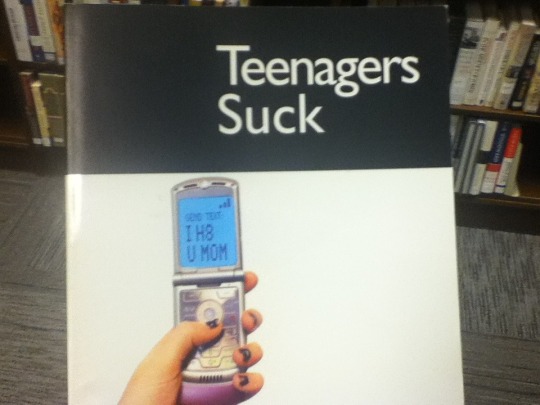 Teenagers
Suck
SEND TEXT:
I H8
U MOM